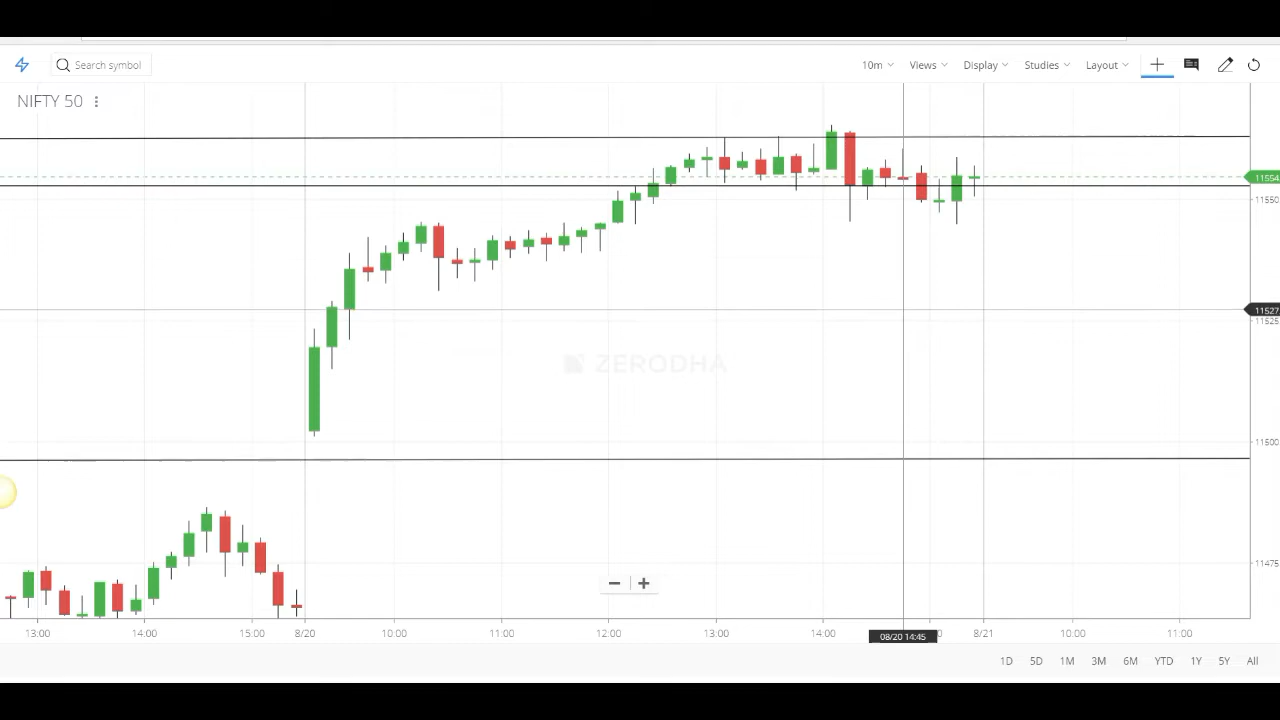 Search symbol
10m Views Display Studies Layout
NIFTY 50
11554
11550
11527
11525
ZERODHA
11500
11475
13:00 14:00 15:00 8/20 10:00 11:00 12:00 13:00 14:00 08/20 14:45 8/21 10:00 11:00
1D 5D 1M 3M 6M YTD 1Y 5Y All